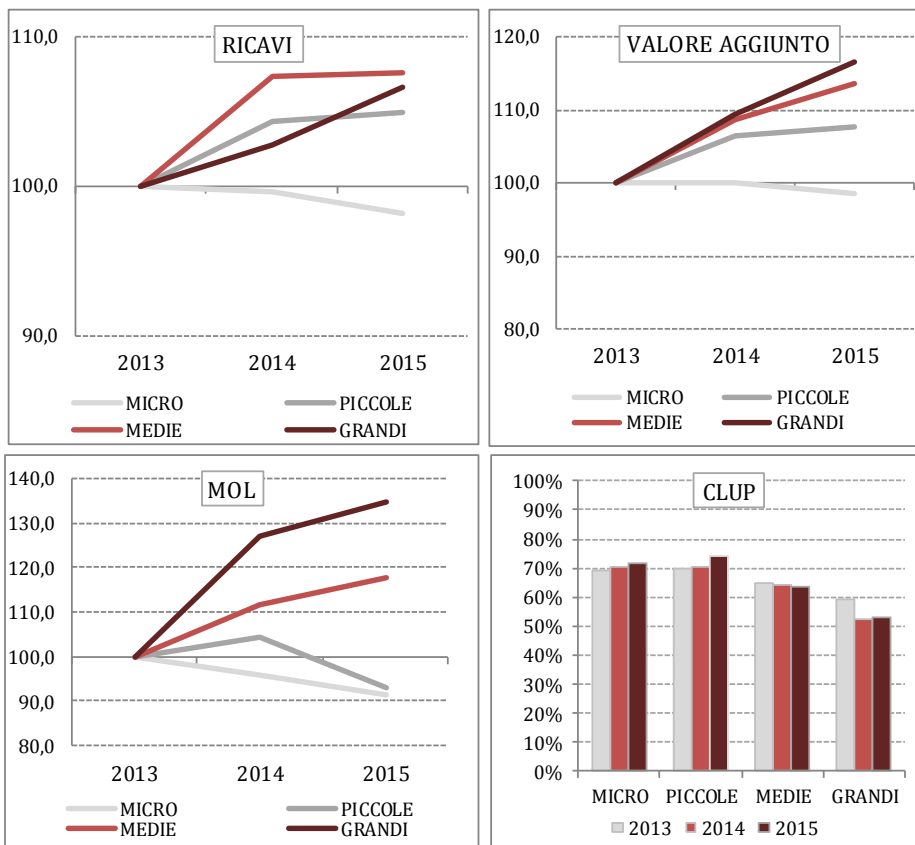 RICAVI
110,0
100,0
90,0
2013 2014 2015
MICRO PICCOLE
MEDIE GRANDI
VALORE AGGIUNTO
120,0
110,0
100,0
90,0
80,0
2013 2014 2015
MICRO PICCOLE
MEDIE GRANDI
MOL
140,0
130,0
120,0
110,0
100,0
90,0
80,0
2013 2014 2015
MICRO PICCOLE
MEDIE GRANDI
CLUP
100%
90%
80%
70%
60%
50%
40%
30%
20%
10%
0%
MICRO PICCOLE MEDIE GRANDI
2013 2014 2015